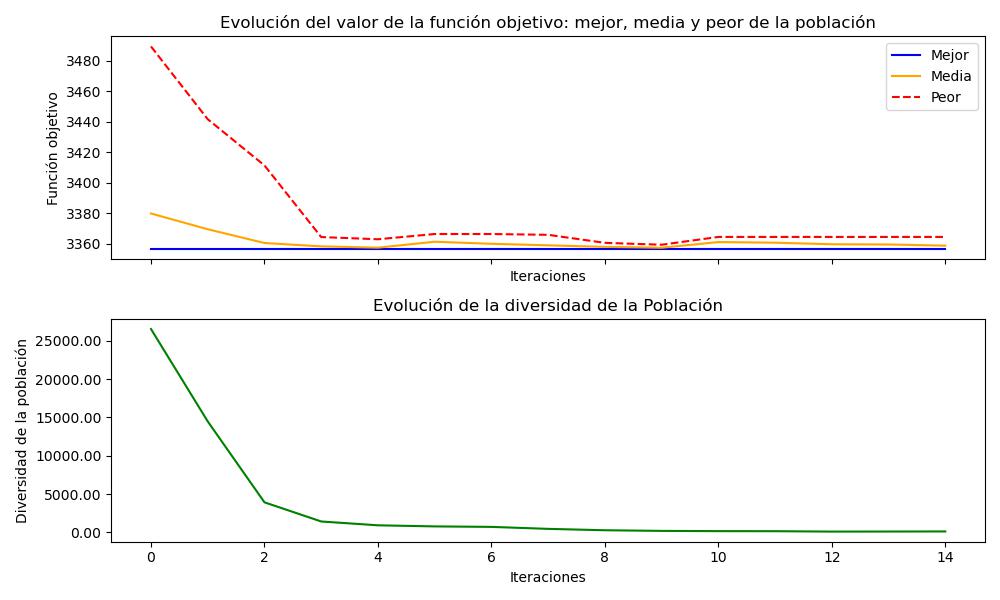 Evolución del valor de la función objetivo: mejor, media y peor de la población
Función objetivo
3480
3460
3440
3420
3400
3380
3360
Mejor
Media
Peor
Iteraciones
Evolución de la diversidad de la Población
Diversidad de la población
25000.00
20000.00
15000.00
10000.00
5000.00
0.00
0 2 4 6 8 10 12 14
Iteraciones